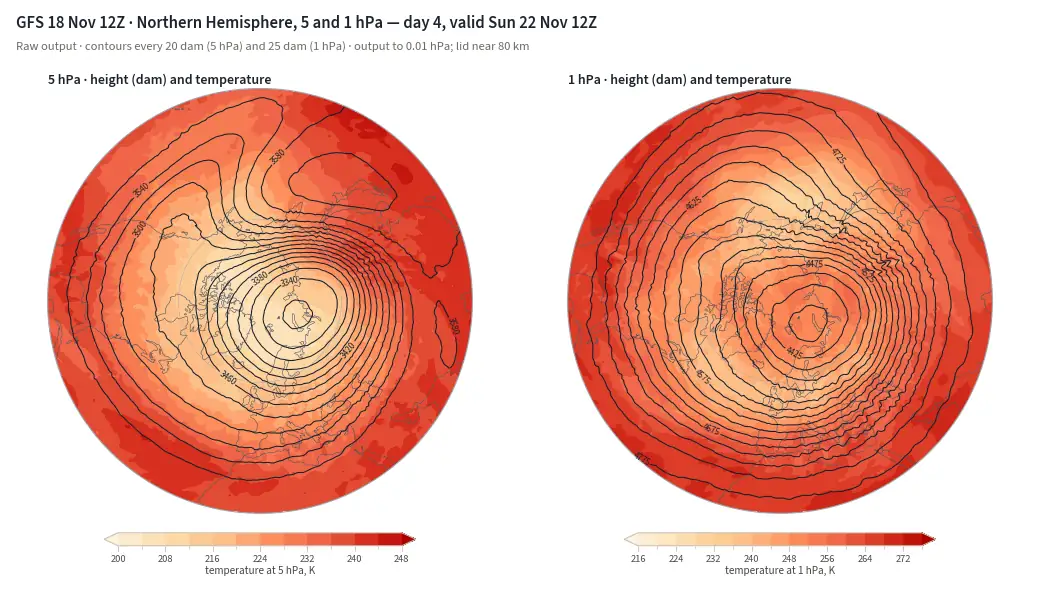 GFS 18 Nov 12Z · Northern Hemisphere, 5 and 1 hPa — day 4, valid Sun 22 Nov 12Z
Raw output · contours every 20 dam (5 hPa) and 25 dam (1 hPa) · output to 0.01 hPa; lid near 80 km
5 hPa · height (dam) and temperature
1 hPa · height (dam) and temperature
3580
3540
3500
3380
3340
3580
3420
3460
4725
4625
4475
4425
4575
4675
4775
200 208 216 224 232 240 248
temperature at 5 hPa, K
216 224 232 240 248 256 264 272
temperature at 1 hPa, K